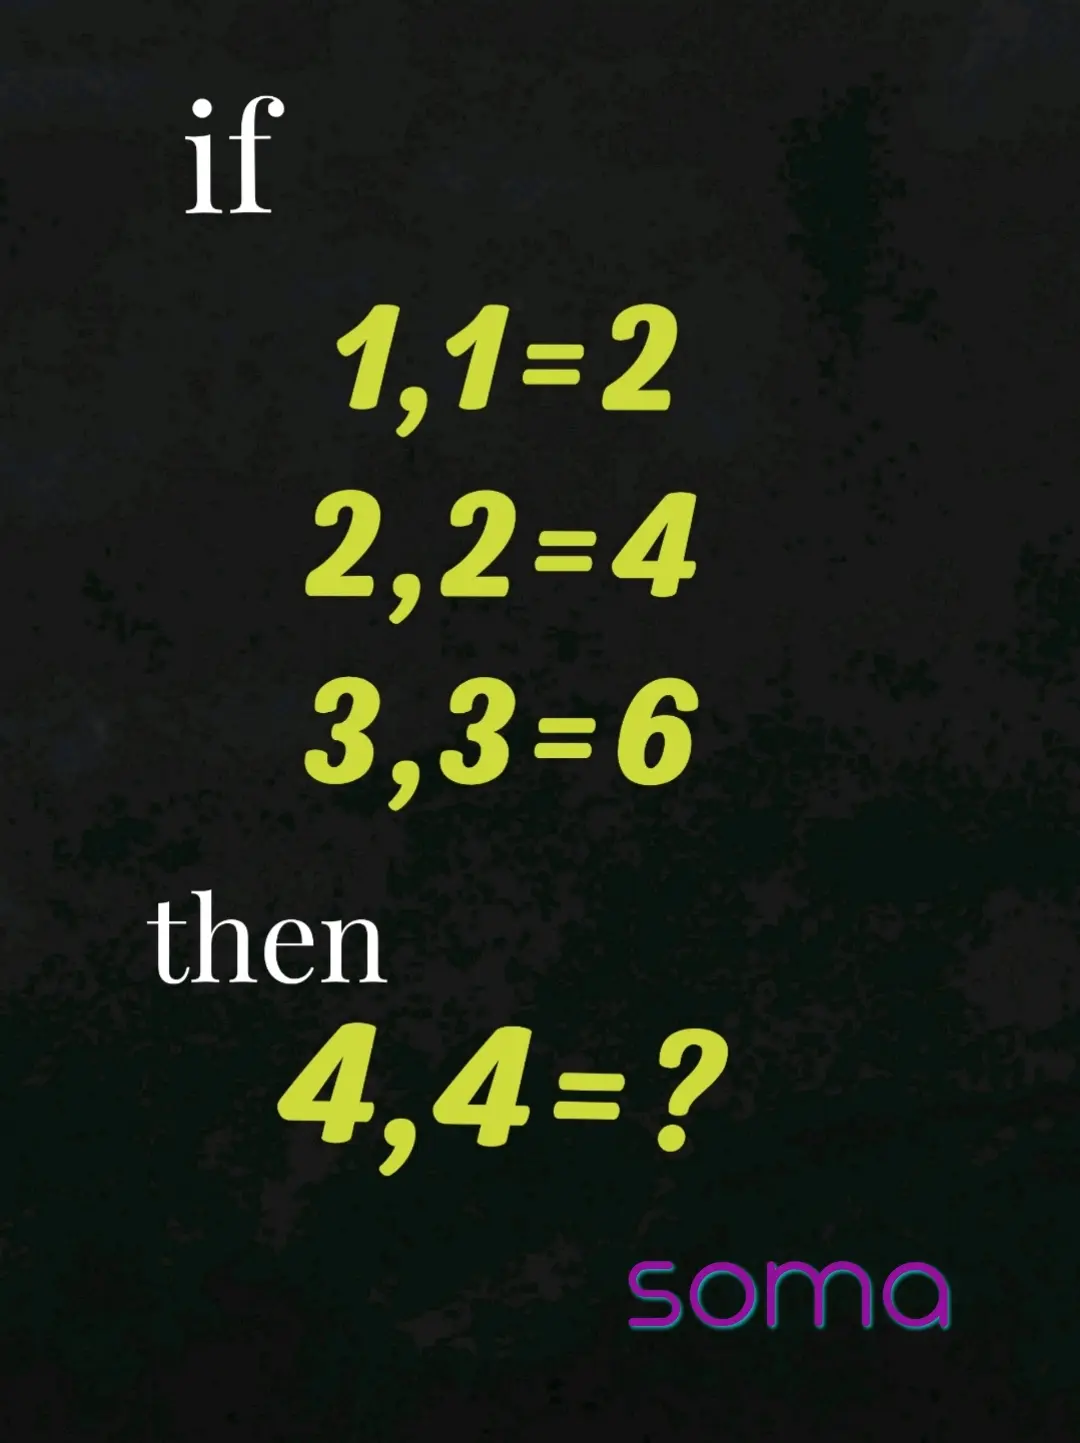 if
1,1=2
2,2=4
3,3=6
then
4,4=?
soma